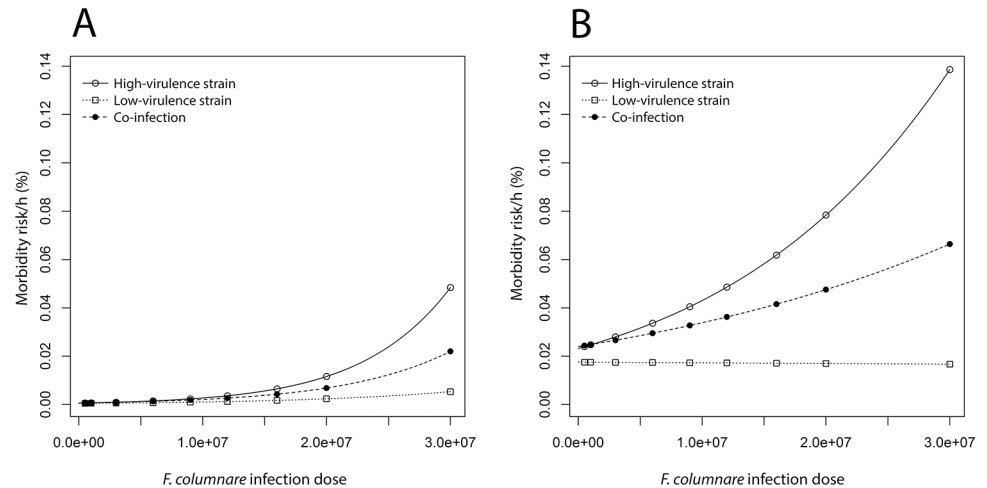 A
0.14
0.12
0.10
0.08
0.06
0.04
0.02
0.00
Morbidity risk/h (%)
High-virulence strain
Low-virulence strain
Co-infection
0.0e+00 1.0e+07 2.0e+07 3.0e+07
F. columnare infection dose
B
0.14
0.12
0.10
0.08
0.06
0.04
0.02
0.00
Morbidity risk/h (%)
High-virulence strain
Low-virulence strain
Co-infection
0.0e+00 1.0e+07 2.0e+07 3.0e+07
F. columnare infection dose